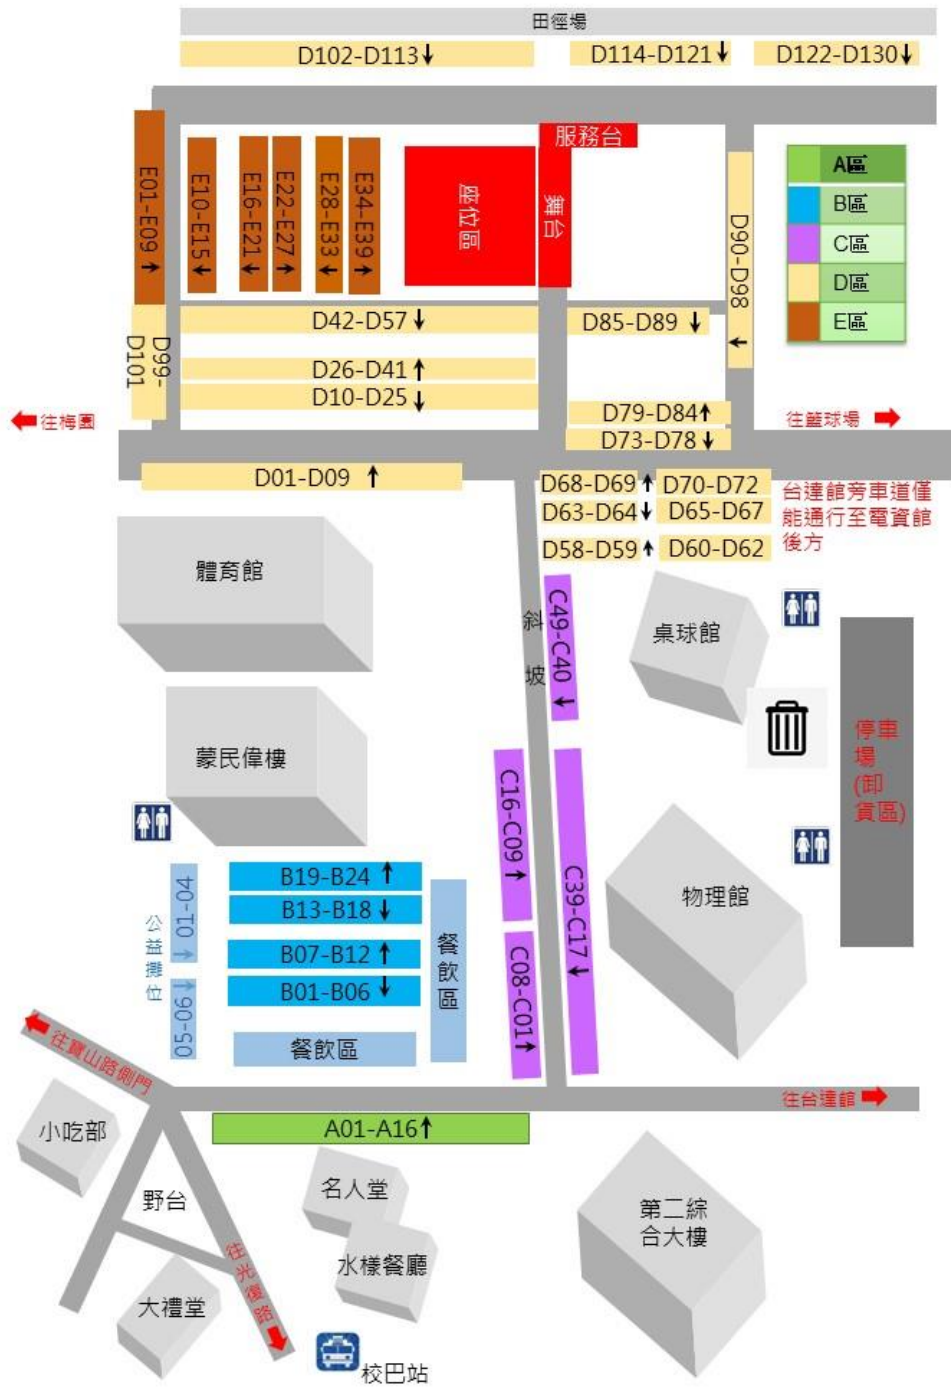 田徑場
D102-D113↓
D114-D121↓
D122-D130↓
服務台
E01-E09↑
E10-E15↓
E16-E21↓
E22-E27↑
E28-E33↓
E34-E39↑
座位區
舞台
D90-D98
↓
A區
B區
C區
D區
E區
D42-D57↓
D85-D89↓
D99-
D101
D26-D41↑
D10-D25↓
D79-D84↑
D73-D78↓
往梅園
往籃球場
D01-D09↑
D68-D69↑
D70-D72
D63-D64↓
D65-D67
D58-D59↑
D60-D62
台達館旁車道僅
能通行至電資館
後方
體育館
斜
坡
C49-C40↓
桌球館
蒙民偉樓
停車
場
(卸
貨區)
C16-C09↑
C39-C17↓
物理館
B19-B24↑
B13-B18↓
B07-B12↑
B01-B06↓
公益攤位
01-04
↓
05-06↓
餐飲區
餐飲區
C08-C01↑
往寶山路側門
往台達館
A01-A16↑
小吃部
名人堂
野台
第二綜
合大樓
水樣餐廳
往光復路
大禮堂
校巴站